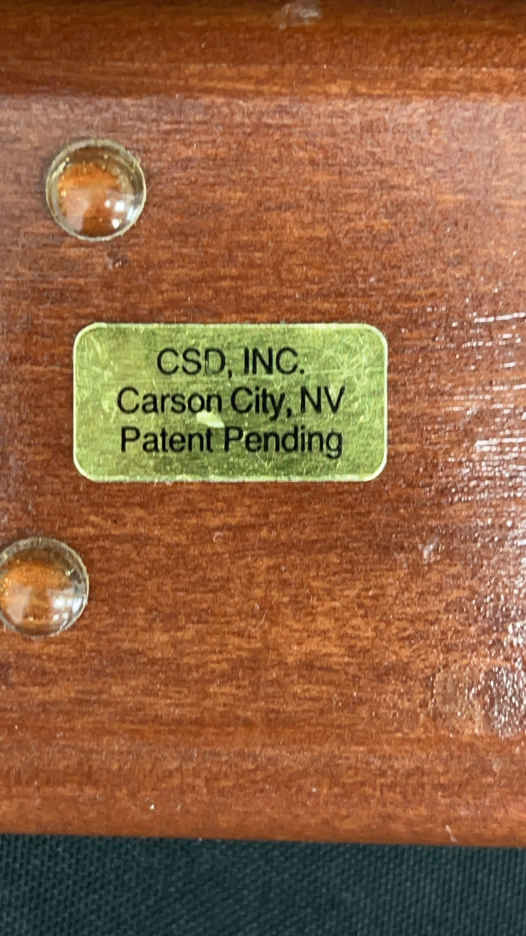 CSD, INC.
Carson City, NV
Patent Pending